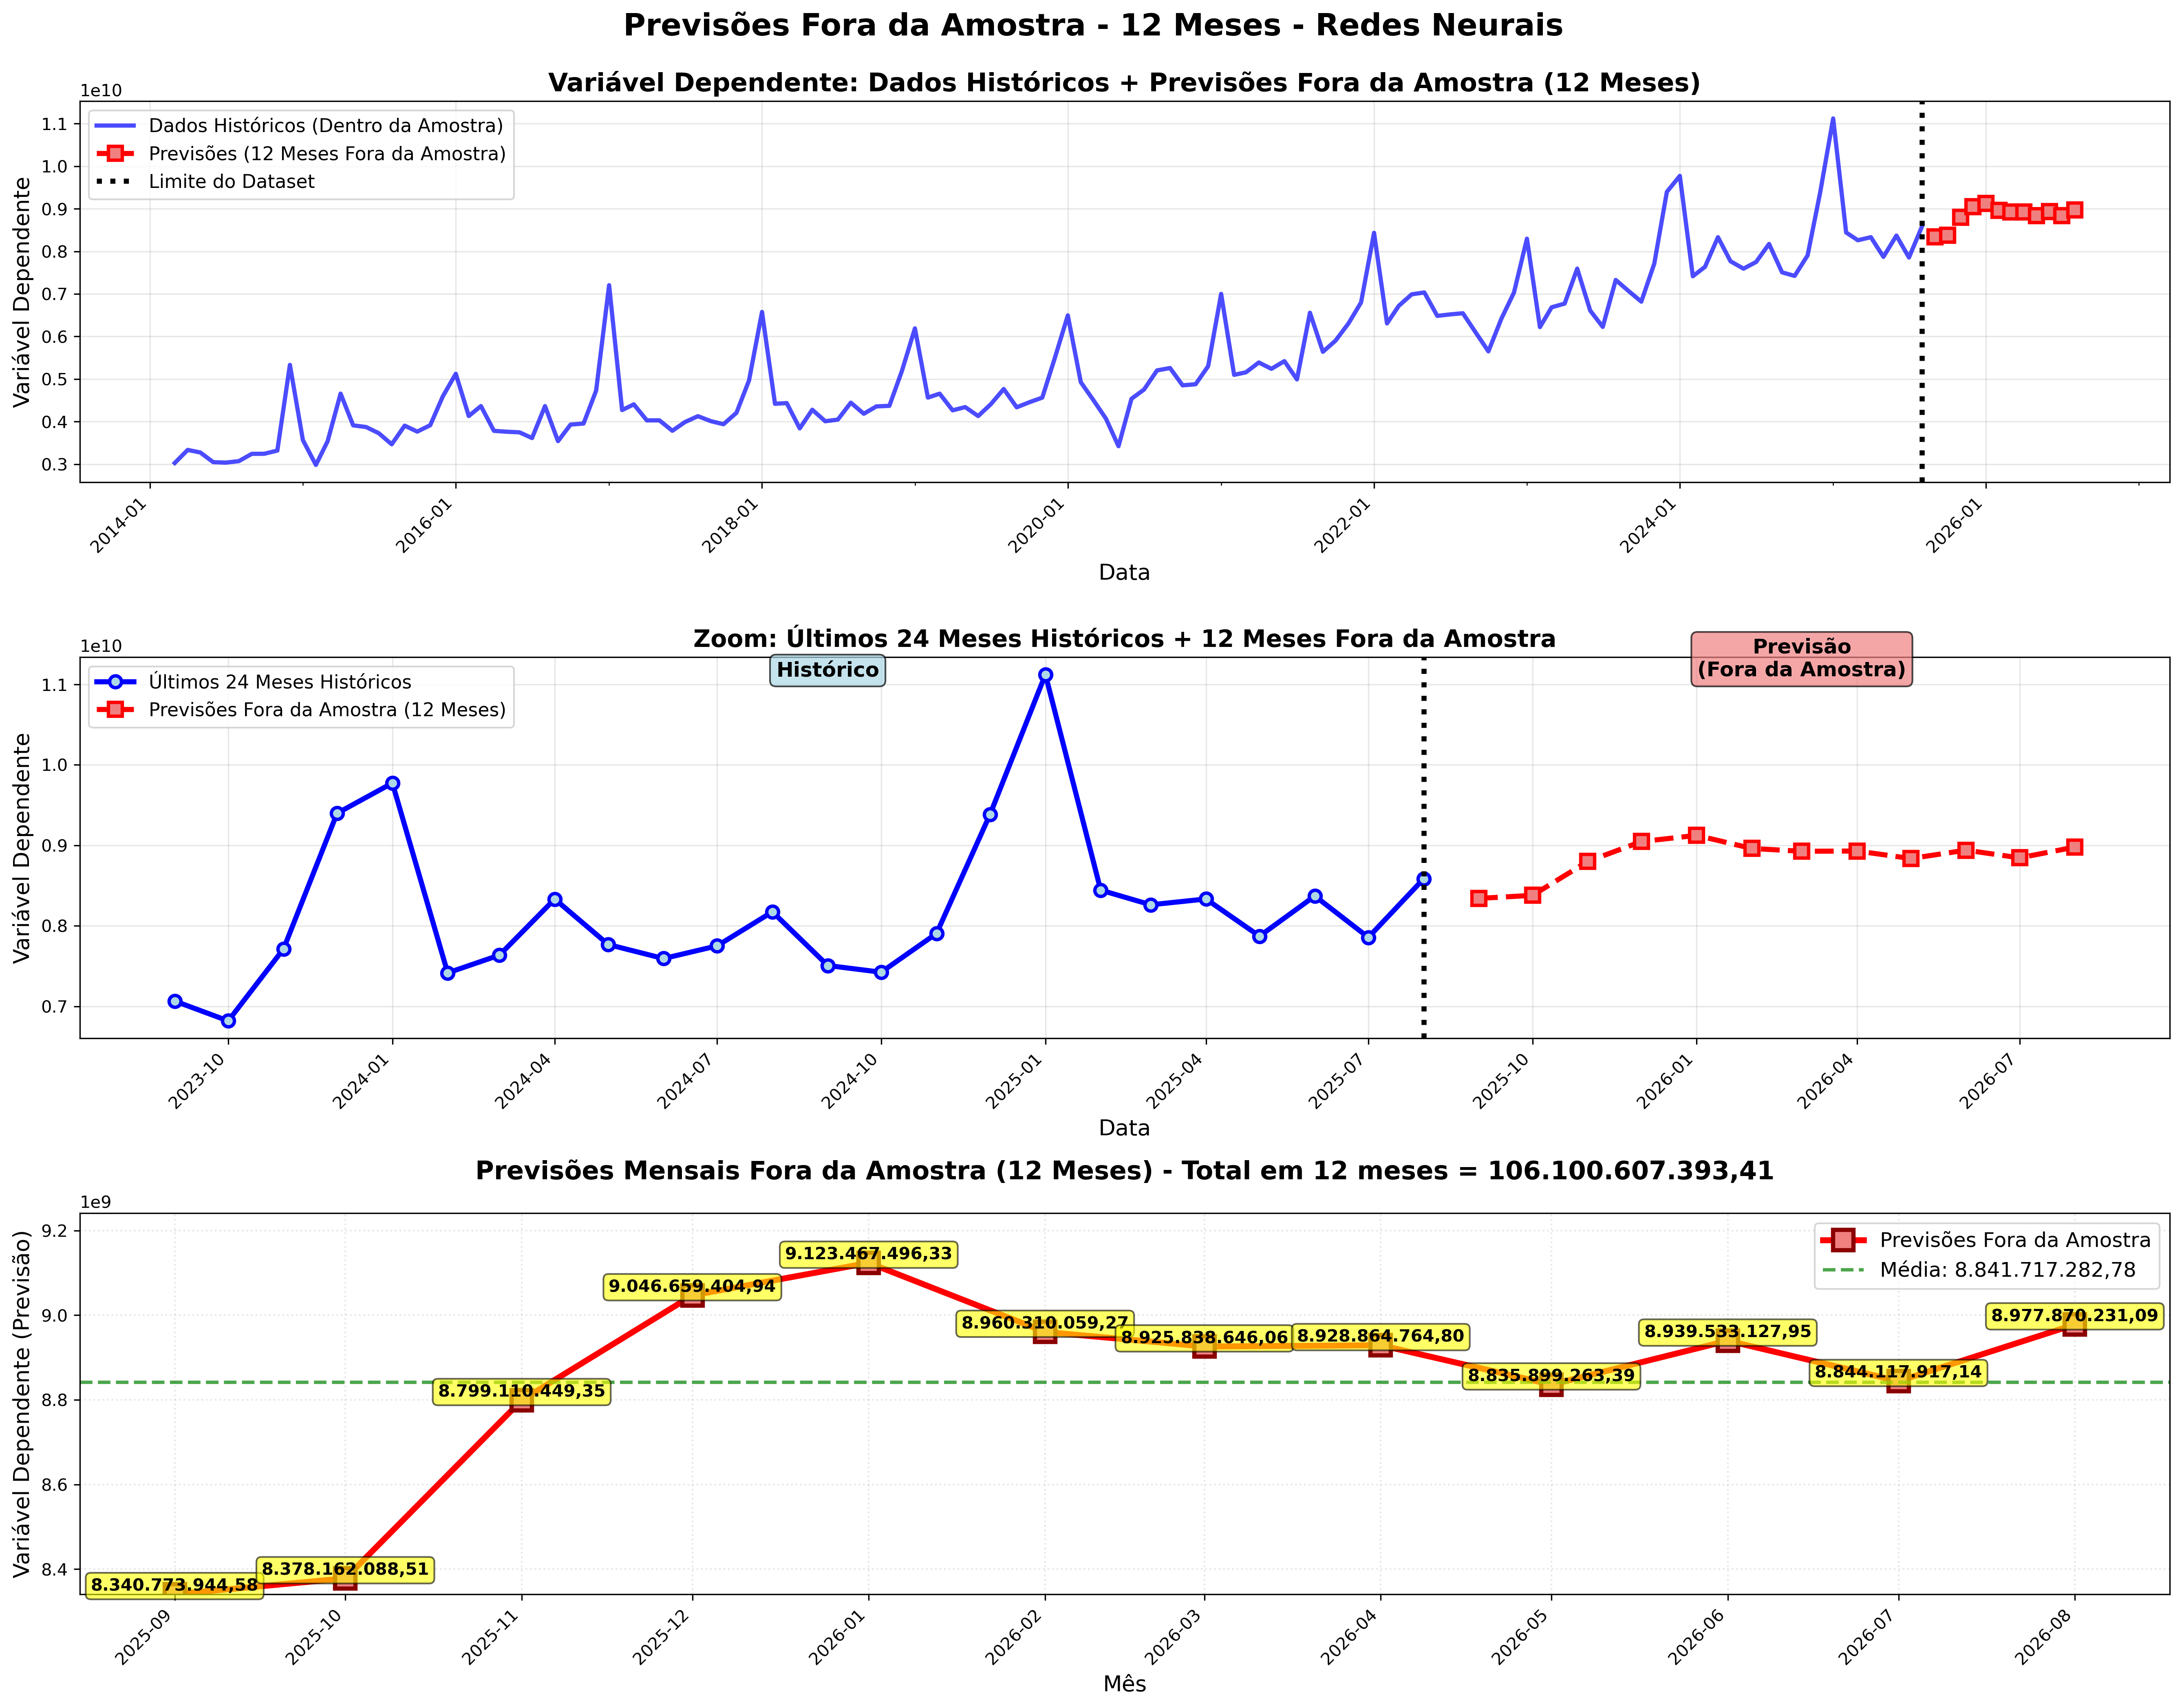 Previsões Fora da Amostra - 12 Meses - Redes Neurais
Variável Dependente: Dados Históricos + Previsões Fora da Amostra (12 Meses)
1e10
Dados Históricos (Dentro da Amostra)
Previsões (12 Meses Fora da Amostra)
Limite do Dataset
Variável Dependente
1.1
1.0
0.9
0.8
0.7
0.6
0.5
0.4
0.3
2014-01
2016-01
2018-01
2020-01
2022-01
2024-01
2026-01
Data
Zoom: Últimos 24 Meses Históricos + 12 Meses Fora da Amostra
1e10
Últimos 24 Meses Históricos
Previsões Fora da Amostra (12 Meses)
Histórico
Previsão
(Fora da Amostra)
Variável Dependente
1.1
1.0
0.9
0.8
0.7
2023-10
2024-01
2024-04
2024-07
2024-10
2025-01
2025-04
2025-07
2025-10
2026-01
2026-04
2026-07
Data
Previsões Mensais Fora da Amostra (12 Meses) - Total em 12 meses = 106.100.607.393,41
1e9
Previsões Fora da Amostra
Média: 8.841.717.282,78
Variável Dependente (Previsão)
9.2
9.0
8.8
8.6
8.4
8.340.773.944,58
8.378.162.088,51
8.799.110.449,35
9.046.659.404,94
9.123.467.496,33
8.960.310.059,27
8.925.838.646,06
8.928.864.764,80
8.835.899.263,39
8.939.533.127,95
8.844.117.917,14
8.977.870.231,09
2025-09
2025-10
2025-11
2025-12
2026-01
2026-02
2026-03
2026-04
2026-05
2026-06
2026-07
2026-08
Mês